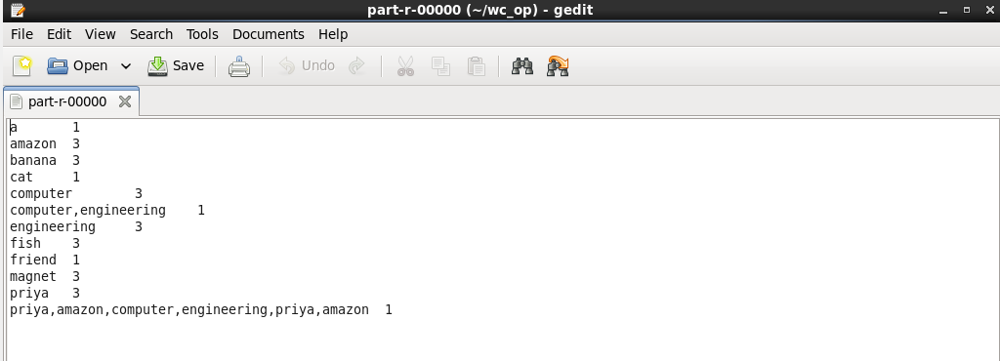 part-r-00000 (~/wc_op) - gedit
File Edit View Search Tools Documents Help
Open Save Undo
part-r-00000
a 1
amazon 3
banana 3
cat 1
computer 3
computer,engineering 1
engineering 3
fish 3
friend 1
magnet 3
priya 3
priya,amazon,computer,engineering,priya,amazon 1